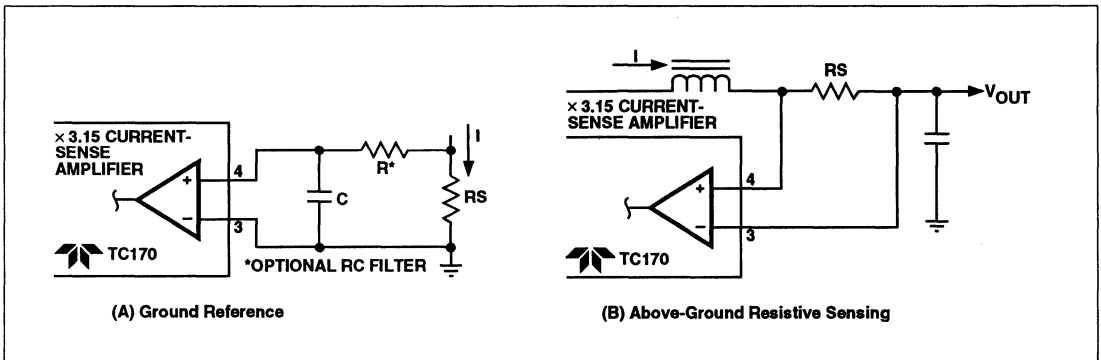 × 3.15 CURRENT-
SENSE
AMPLIFIER
+
−
4
3
C
R*
I
RS
TC170
*OPTIONAL RC FILTER
(A) Ground Reference
I
RS
VOUT
× 3.15 CURRENT-
SENSE AMPLIFIER
+
−
4
3
TC170
(B) Above-Ground Resistive Sensing